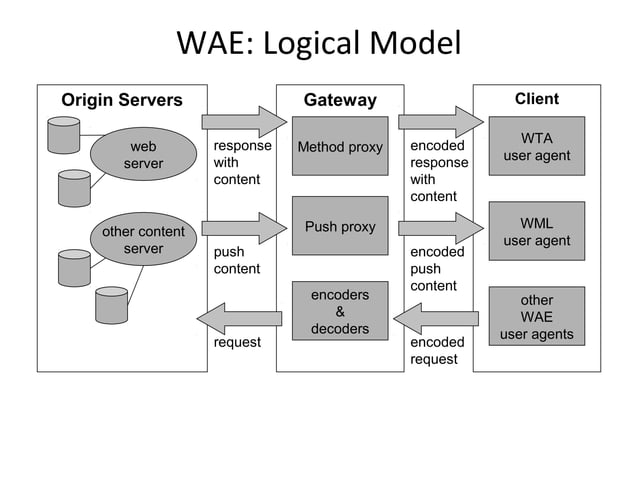 WAE: Logical Model
Origin Servers
web
server
other content
server
response
with
content
push
content
request
Gateway
Method proxy
Push proxy
encoders
&
decoders
encoded
response
with
content
encoded
push
content
encoded
request
Client
WTA
user agent
WML
user agent
other
WAE
user agents